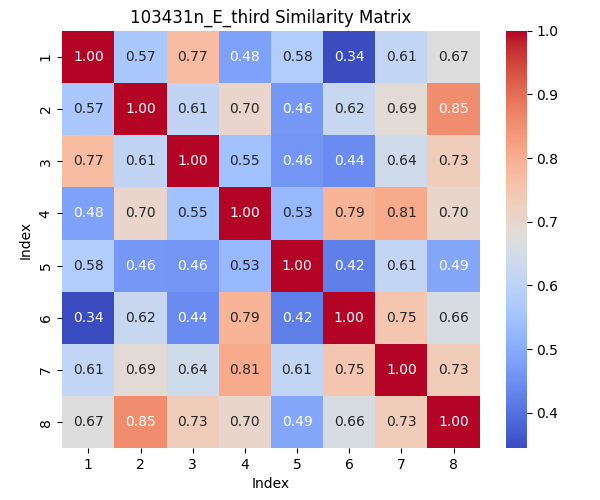 103431n_E_third Similarity Matrix
1 1.00 0.57 0.77 0.48 0.58 0.34 0.61 0.67
2 0.57 1.00 0.61 0.70 0.46 0.62 0.69 0.85
3 0.77 0.61 1.00 0.55 0.46 0.44 0.64 0.73
4 0.48 0.70 0.55 1.00 0.53 0.79 0.81 0.70
5 0.58 0.46 0.46 0.53 1.00 0.42 0.61 0.49
6 0.34 0.62 0.44 0.79 0.42 1.00 0.75 0.66
7 0.61 0.69 0.64 0.81 0.61 0.75 1.00 0.73
8 0.67 0.85 0.73 0.70 0.49 0.66 0.73 1.00
1 2 3 4 5 6 7 8
Index
Index
1.0
0.9
0.8
0.7
0.6
0.5
0.4